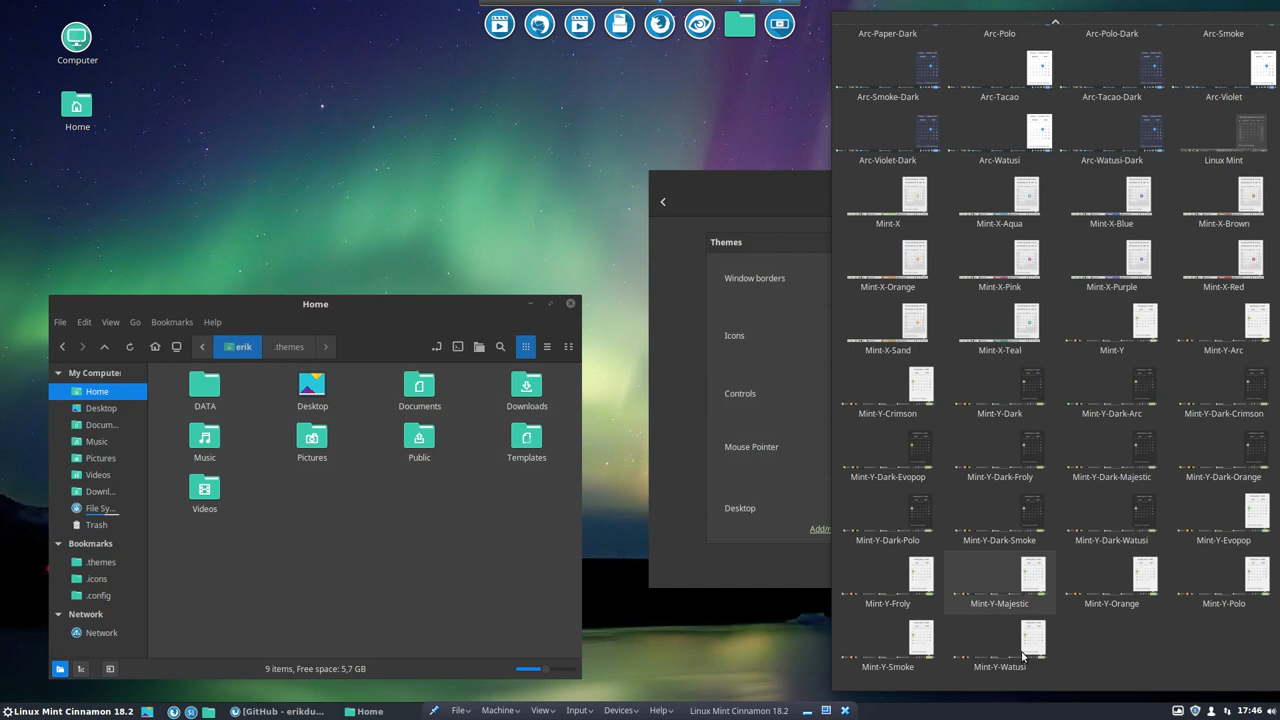 Computer
Home
Home
File Edit View Go Bookmarks Help
erik .themes
My Computer
Home
Desktop
Docum...
Music
Pictures
Videos
Downl...
File Sy...
Trash
Bookmarks
.themes
.icons
.config
Network
Network
DATA Desktop Documents Downloads
Music Pictures Public Templates
Videos
9 items, Free space: 5,7 GB
Themes
Window borders
Icons
Controls
Mouse Pointer
Desktop
Add/r
Arc-Paper-Dark Arc-Polo Arc-Polo-Dark Arc-Smoke
Arc-Smoke-Dark Arc-Tacao Arc-Tacao-Dark Arc-Violet
Arc-Violet-Dark Arc-Watusi Arc-Watusi-Dark Linux Mint
Mint-X Mint-X-Aqua Mint-X-Blue Mint-X-Brown
Mint-X-Orange Mint-X-Pink Mint-X-Purple Mint-X-Red
Mint-X-Sand Mint-X-Teal Mint-Y Mint-Y-Arc
Mint-Y-Crimson Mint-Y-Dark Mint-Y-Dark-Arc Mint-Y-Dark-Crimson
Mint-Y-Dark-Evopop Mint-Y-Dark-Froly Mint-Y-Dark-Majestic Mint-Y-Dark-Orange
Mint-Y-Dark-Polo Mint-Y-Dark-Smoke Mint-Y-Dark-Watusi Mint-Y-Evopop
Mint-Y-Froly Mint-Y-Majestic Mint-Y-Orange Mint-Y-Polo
Mint-Y-Smoke Mint-Y-Watusi
Linux Mint Cinnamon 18.2 [GitHub - erikdu... Home File Machine View Input Devices Help Linux Mint Cinnamon 18.2 17:46